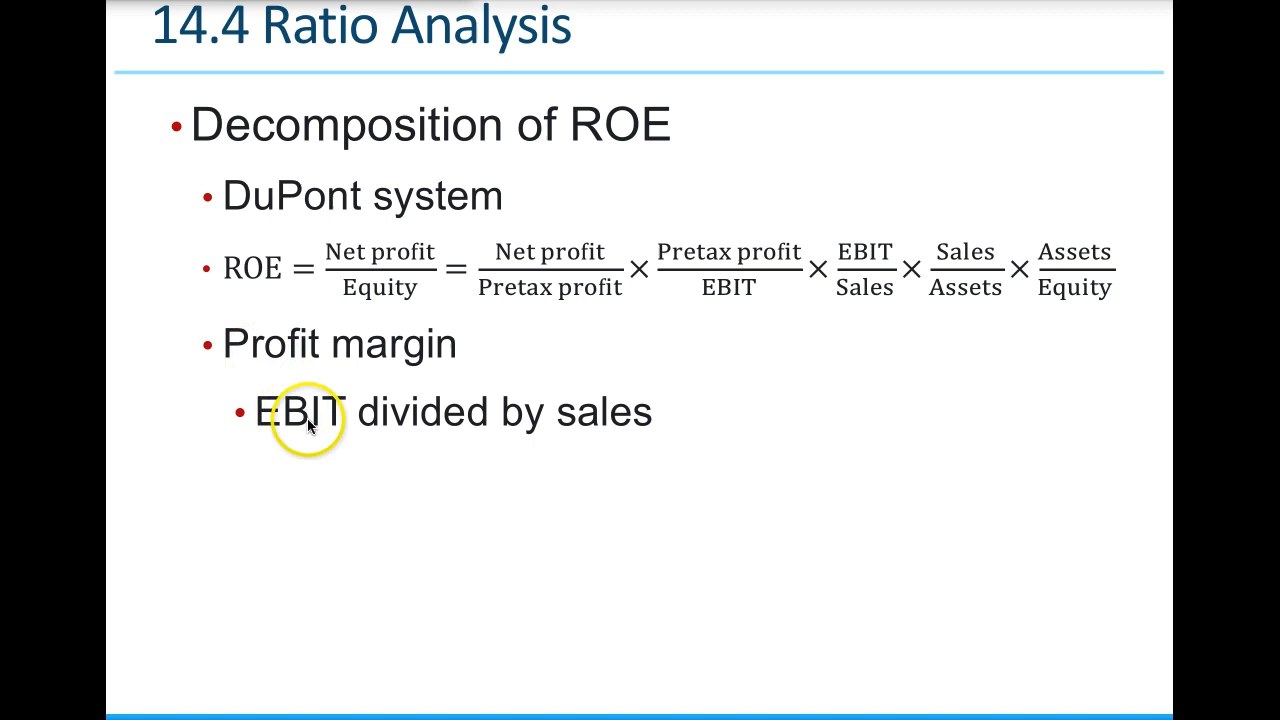 14.4 Ratio Analysis
• Decomposition of ROE
• DuPont system
• ROE = Net profit / Equity = Net profit / Pretax profit × Pretax profit / EBIT × EBIT / Sales × Sales / Assets × Assets / Equity
• Profit margin
• EBIT divided by sales